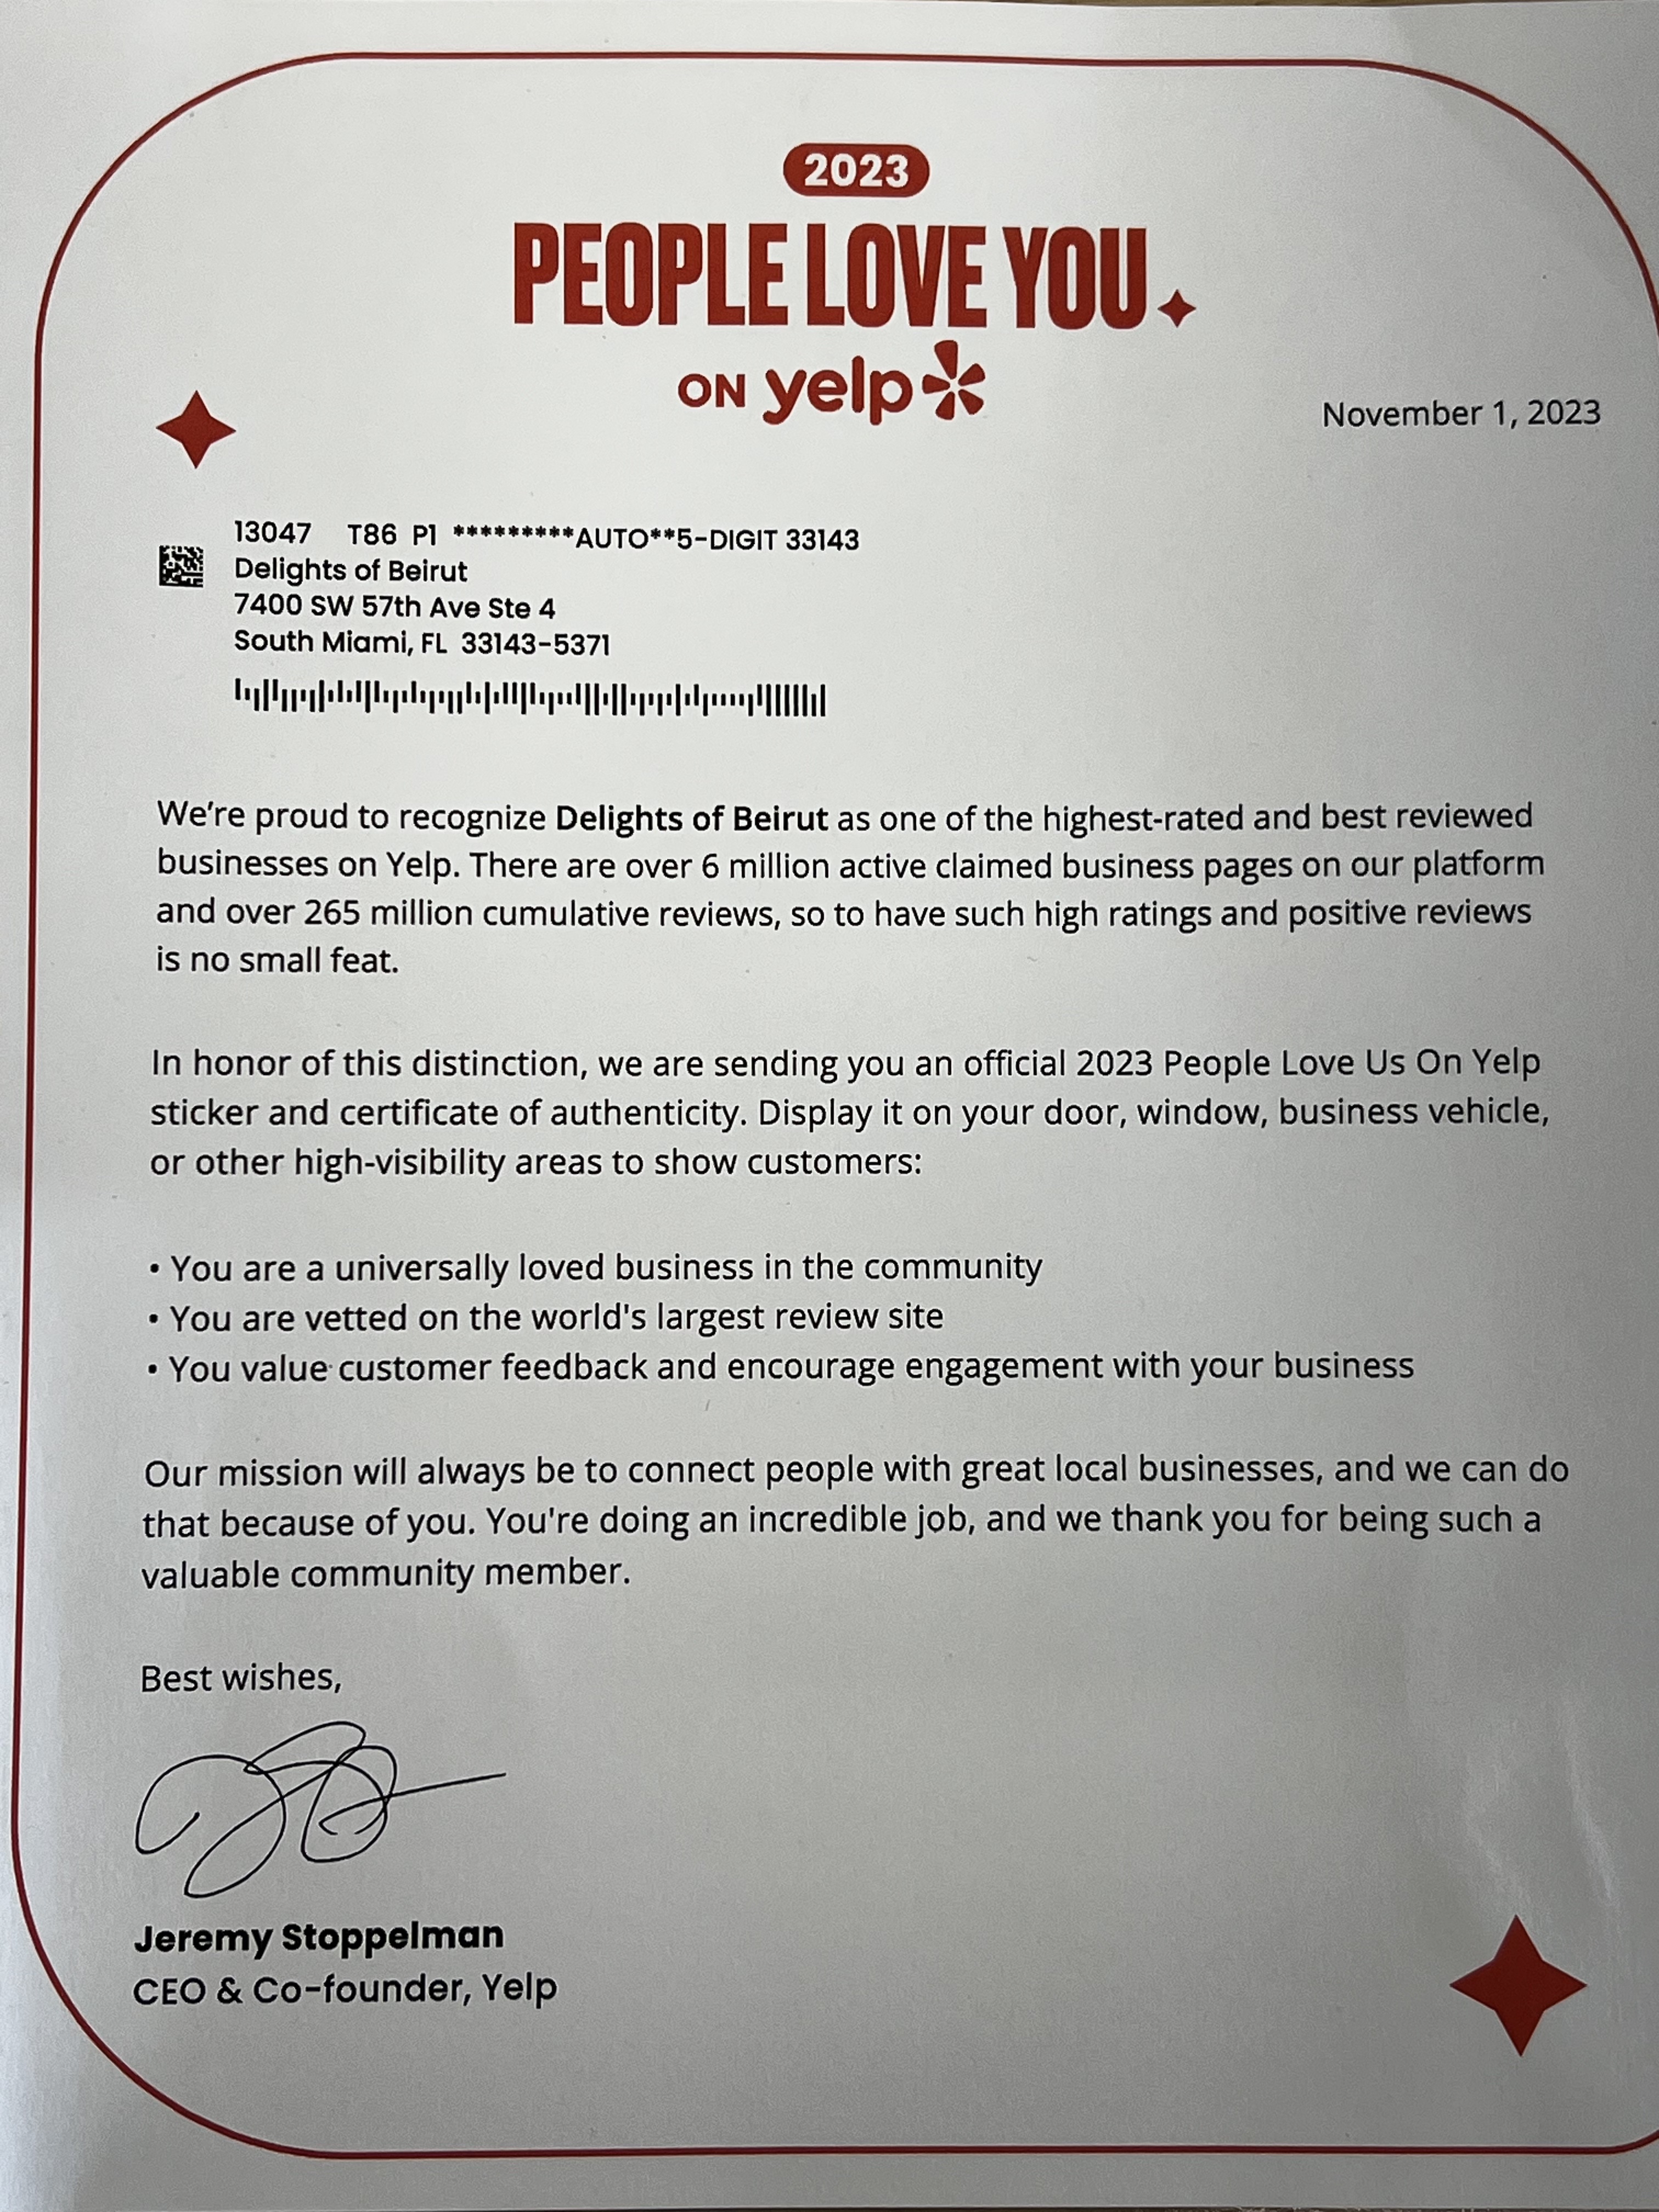 2023
PEOPLE LOVE YOU
ON yelp
November 1, 2023
13047 T86 P1 *********AUTO**5-DIGIT 33143
Delights of Beirut
7400 SW 57th Ave Ste 4
South Miami, FL 33143-5371
We're proud to recognize Delights of Beirut as one of the highest-rated and best reviewed
businesses on Yelp. There are over 6 million active claimed business pages on our platform
and over 265 million cumulative reviews, so to have such high ratings and positive reviews
is no small feat.
In honor of this distinction, we are sending you an official 2023 People Love Us On Yelp
sticker and certificate of authenticity. Display it on your door, window, business vehicle,
or other high-visibility areas to show customers:
• You are a universally loved business in the community
• You are vetted on the world's largest review site
• You value customer feedback and encourage engagement with your business
Our mission will always be to connect people with great local businesses, and we can do
that because of you. You're doing an incredible job, and we thank you for being such a
valuable community member.
Best wishes,
Jeremy Stoppelman
CEO & Co-founder, Yelp